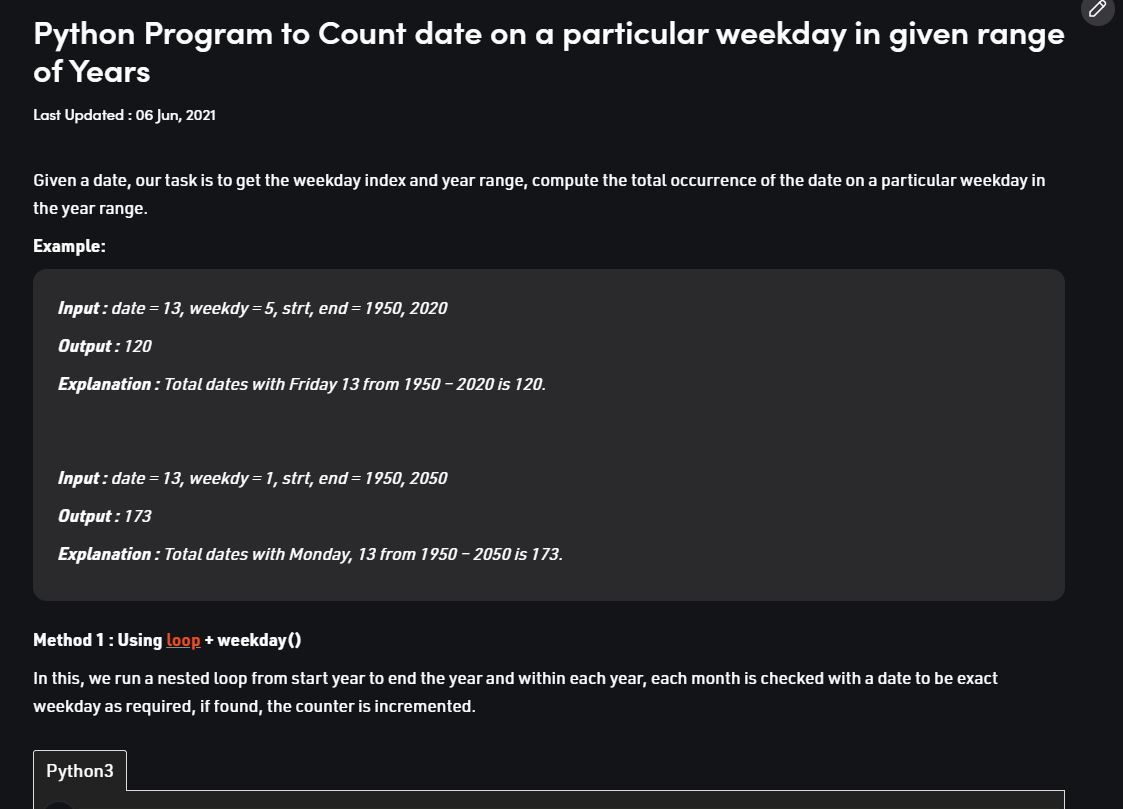 Python Program to Count date on a particular weekday in given range
of Years
Last Updated : 06 Jun, 2021
Given a date, our task is to get the weekday index and year range, compute the total occurrence of the date on a particular weekday in
the year range.
Example:
Input : date = 13, weekdy = 5, strt, end = 1950, 2020
Output : 120
Explanation : Total dates with Friday 13 from 1950 – 2020 is 120.
Input : date = 13, weekdy = 1, strt, end = 1950, 2050
Output : 173
Explanation : Total dates with Monday, 13 from 1950 – 2050 is 173.
Method 1 : Using loop + weekday()
In this, we run a nested loop from start year to end the year and within each year, each month is checked with a date to be exact
weekday as required, if found, the counter is incremented.
Python3